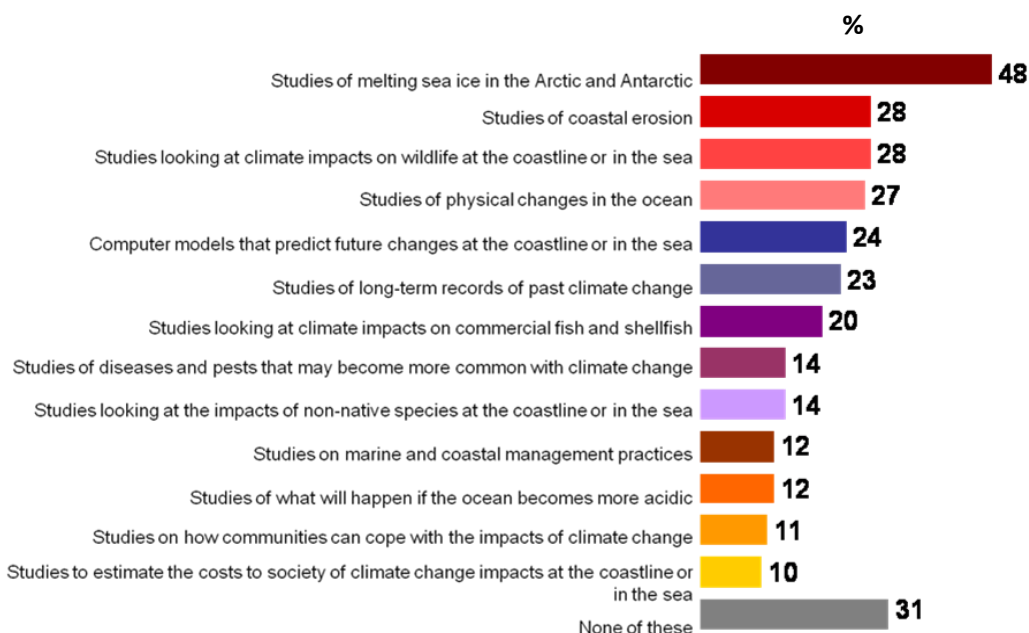 %
Studies of melting sea ice in the Arctic and Antarctic 48
Studies of coastal erosion 28
Studies looking at climate impacts on wildlife at the coastline or in the sea 28
Studies of physical changes in the ocean 27
Computer models that predict future changes at the coastline or in the sea 24
Studies of long-term records of past climate change 23
Studies looking at climate impacts on commercial fish and shellfish 20
Studies of diseases and pests that may become more common with climate change 14
Studies looking at the impacts of non-native species at the coastline or in the sea 14
Studies on marine and coastal management practices 12
Studies of what will happen if the ocean becomes more acidic 12
Studies on how communities can cope with the impacts of climate change 11
Studies to estimate the costs to society of climate change impacts at the coastline or
in the sea 10
None of these 31